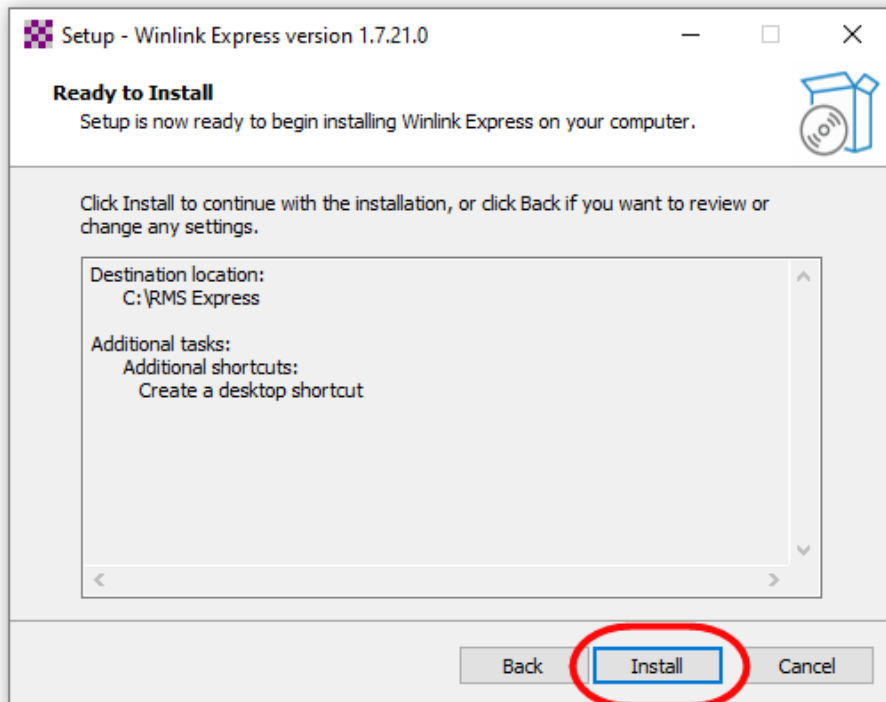 Setup - Winlink Express version 1.7.21.0
Ready to Install
Setup is now ready to begin installing Winlink Express on your computer.
Click Install to continue with the installation, or click Back if you want to review or
change any settings.
Destination location:
C:\RMS Express
Additional tasks:
Additional shortcuts:
Create a desktop shortcut
Back
Install
Cancel